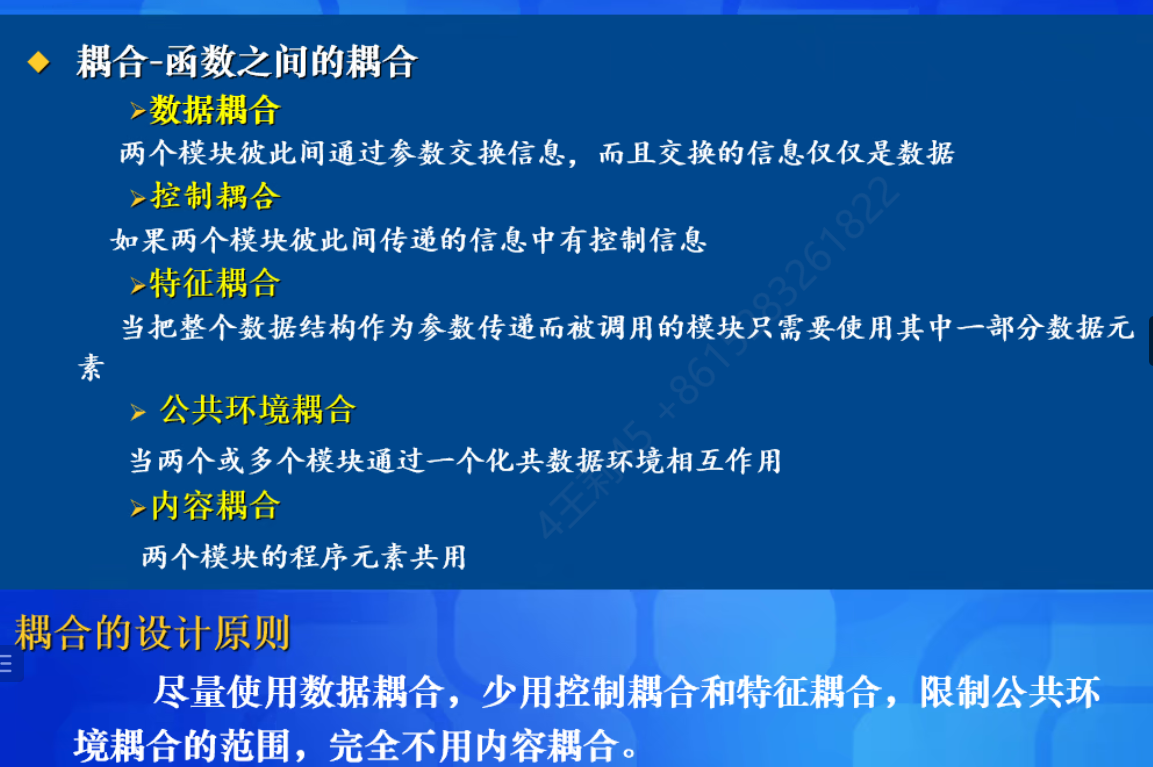 耦合-函数之间的耦合
数据耦合
两个模块彼此间通过参数交换信息，而且交换的信息仅仅是数据
控制耦合
如果两个模块彼此间传递的信息中有控制信息
特征耦合
当把整个数据结构作为参数传递而被调用的模块只需要使用其中一部分数据元
素
公共环境耦合
当两个或多个模块通过一个化共数据环境相互作用
内容耦合
两个模块的程序元素共用
耦合的设计原则
尽量使用数据耦合，少用控制耦合和特征耦合，限制公共环
境耦合的范围，完全不用内容耦合。